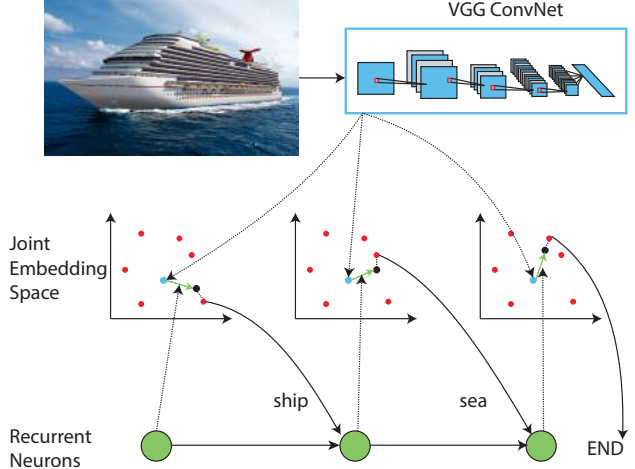 VGG ConvNet
Joint
Embedding
Space
ship
sea
Recurrent
Neurons
END